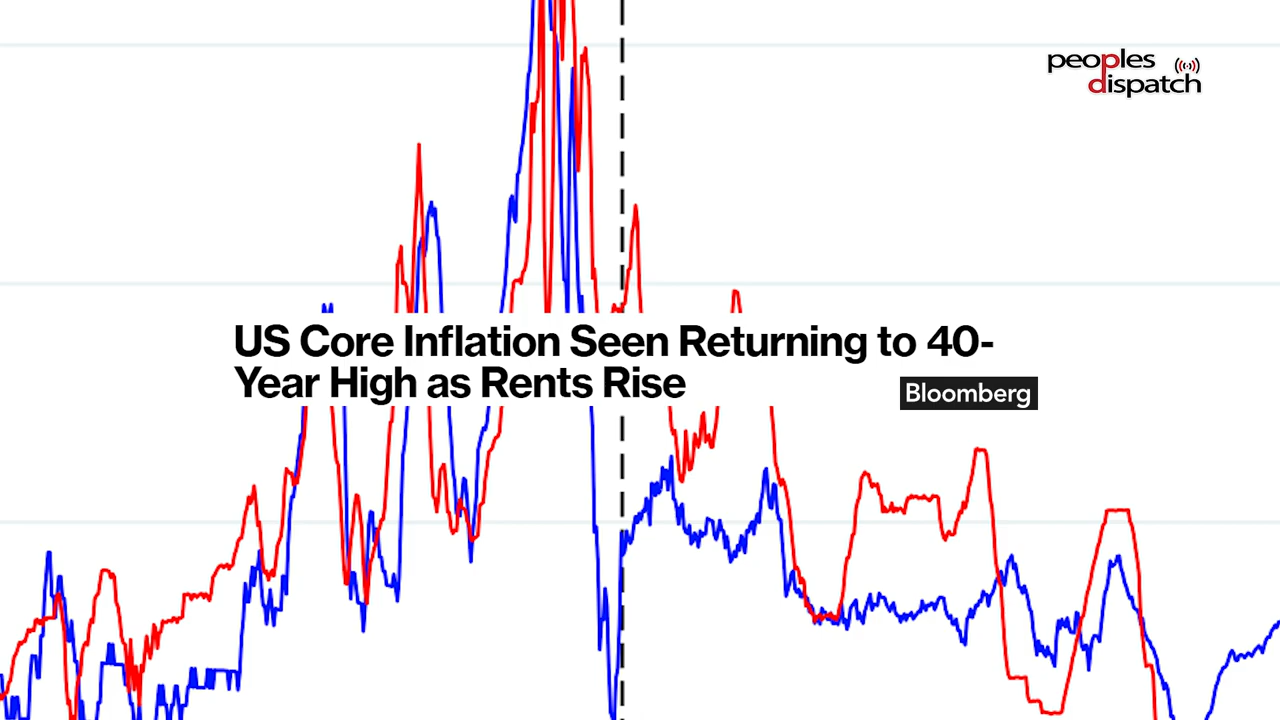 peoples
dispatch
US Core Inflation Seen Returning to 40-
Year High as Rents Rise
Bloomberg